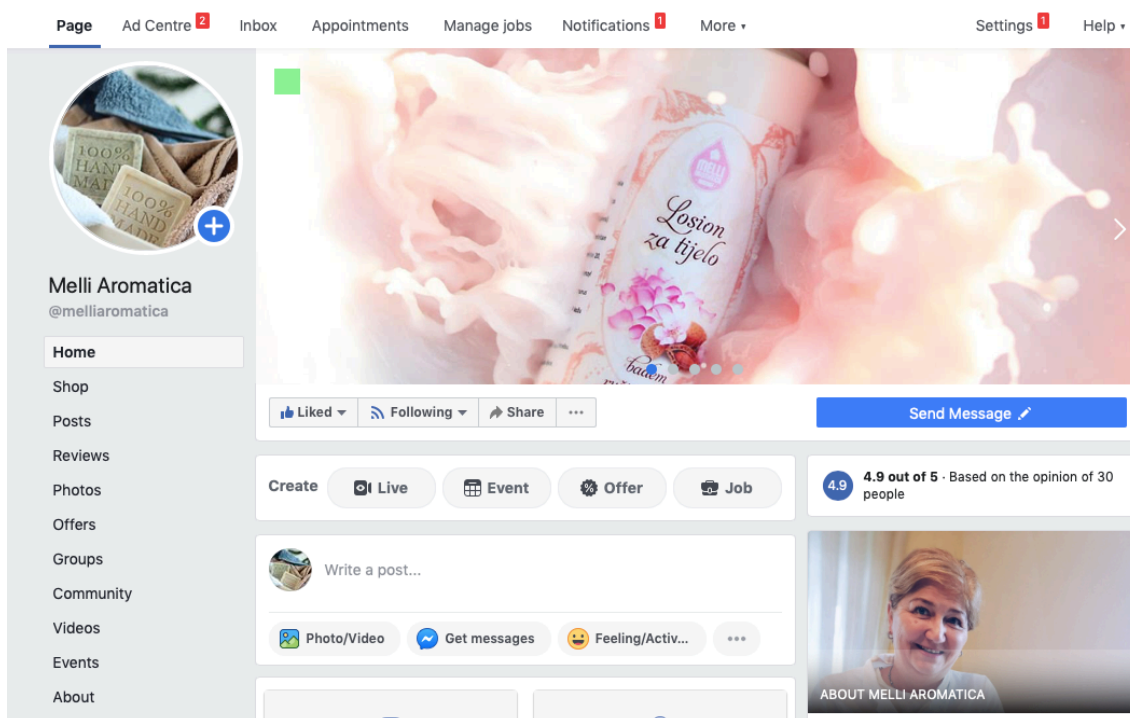 Page
Ad Centre 2
Inbox
Appointments
Manage jobs
Notifications 1
More
Settings 1
Help
100%
HAND
100%
HAND
MADE
Melli Aromatica
@melliaromatica
Home
Shop
Posts
Reviews
Photos
Offers
Groups
Community
Videos
Events
About
MELLI
Losion
za tijelo
badem
Liked
Following
Share
Send Message
Create
Live
Event
Offer
Job
Write a post...
Photo/Video
Get messages
Feeling/Activ...
4.9
4.9 out of 5 · Based on the opinion of 30
people
ABOUT MELLI AROMATICA